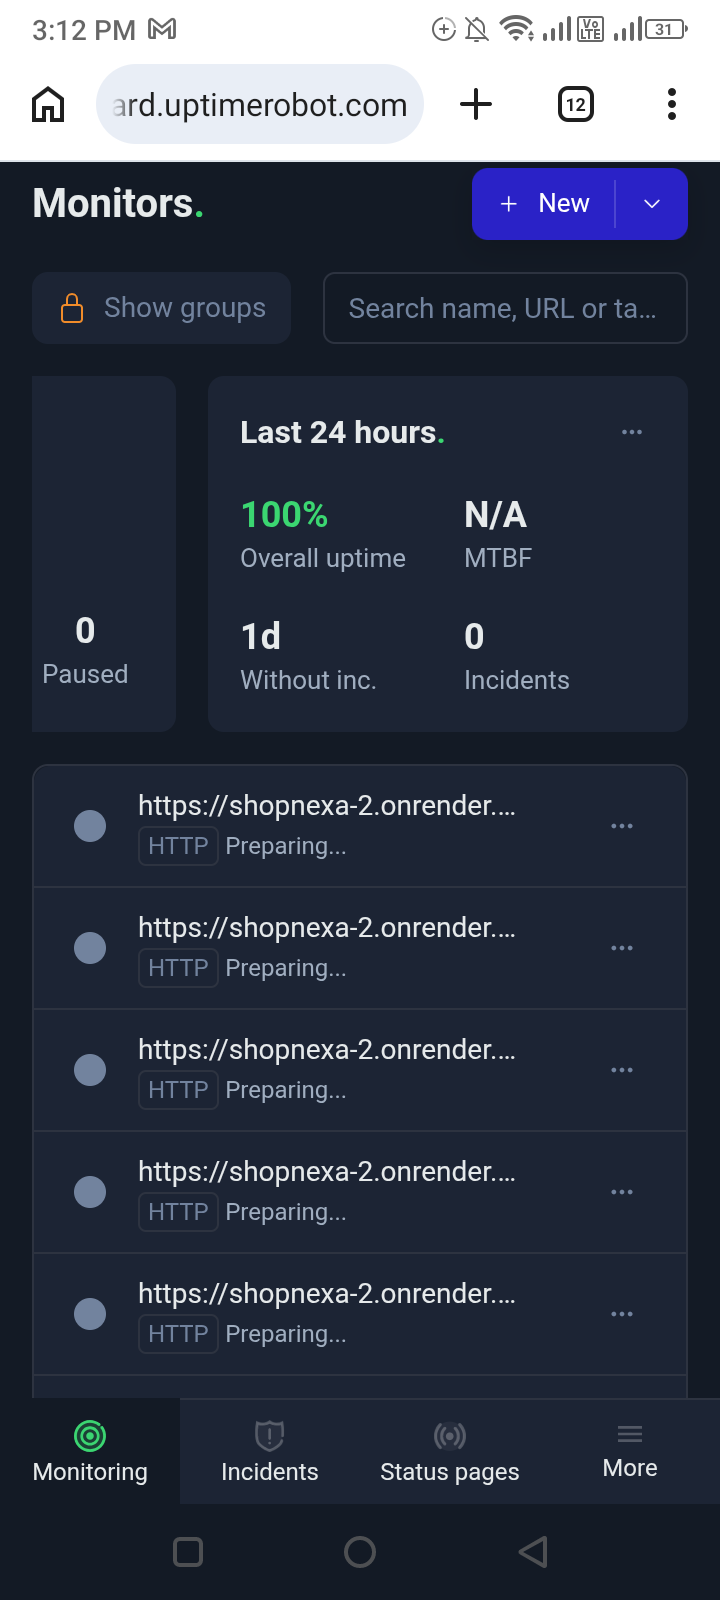 3:12 PM
Vo LTE
31
ard.uptimerobot.com
12
Monitors.
+ New
Show groups
Search name, URL or ta...
Last 24 hours.
100%
N/A
Overall uptime
MTBF
0
Paused
1d
0
Without inc.
Incidents
https://shopnexa-2.onrender....
HTTP Preparing...
https://shopnexa-2.onrender....
HTTP Preparing...
https://shopnexa-2.onrender....
HTTP Preparing...
https://shopnexa-2.onrender....
HTTP Preparing...
https://shopnexa-2.onrender....
HTTP Preparing...
Monitoring
Incidents
Status pages
More